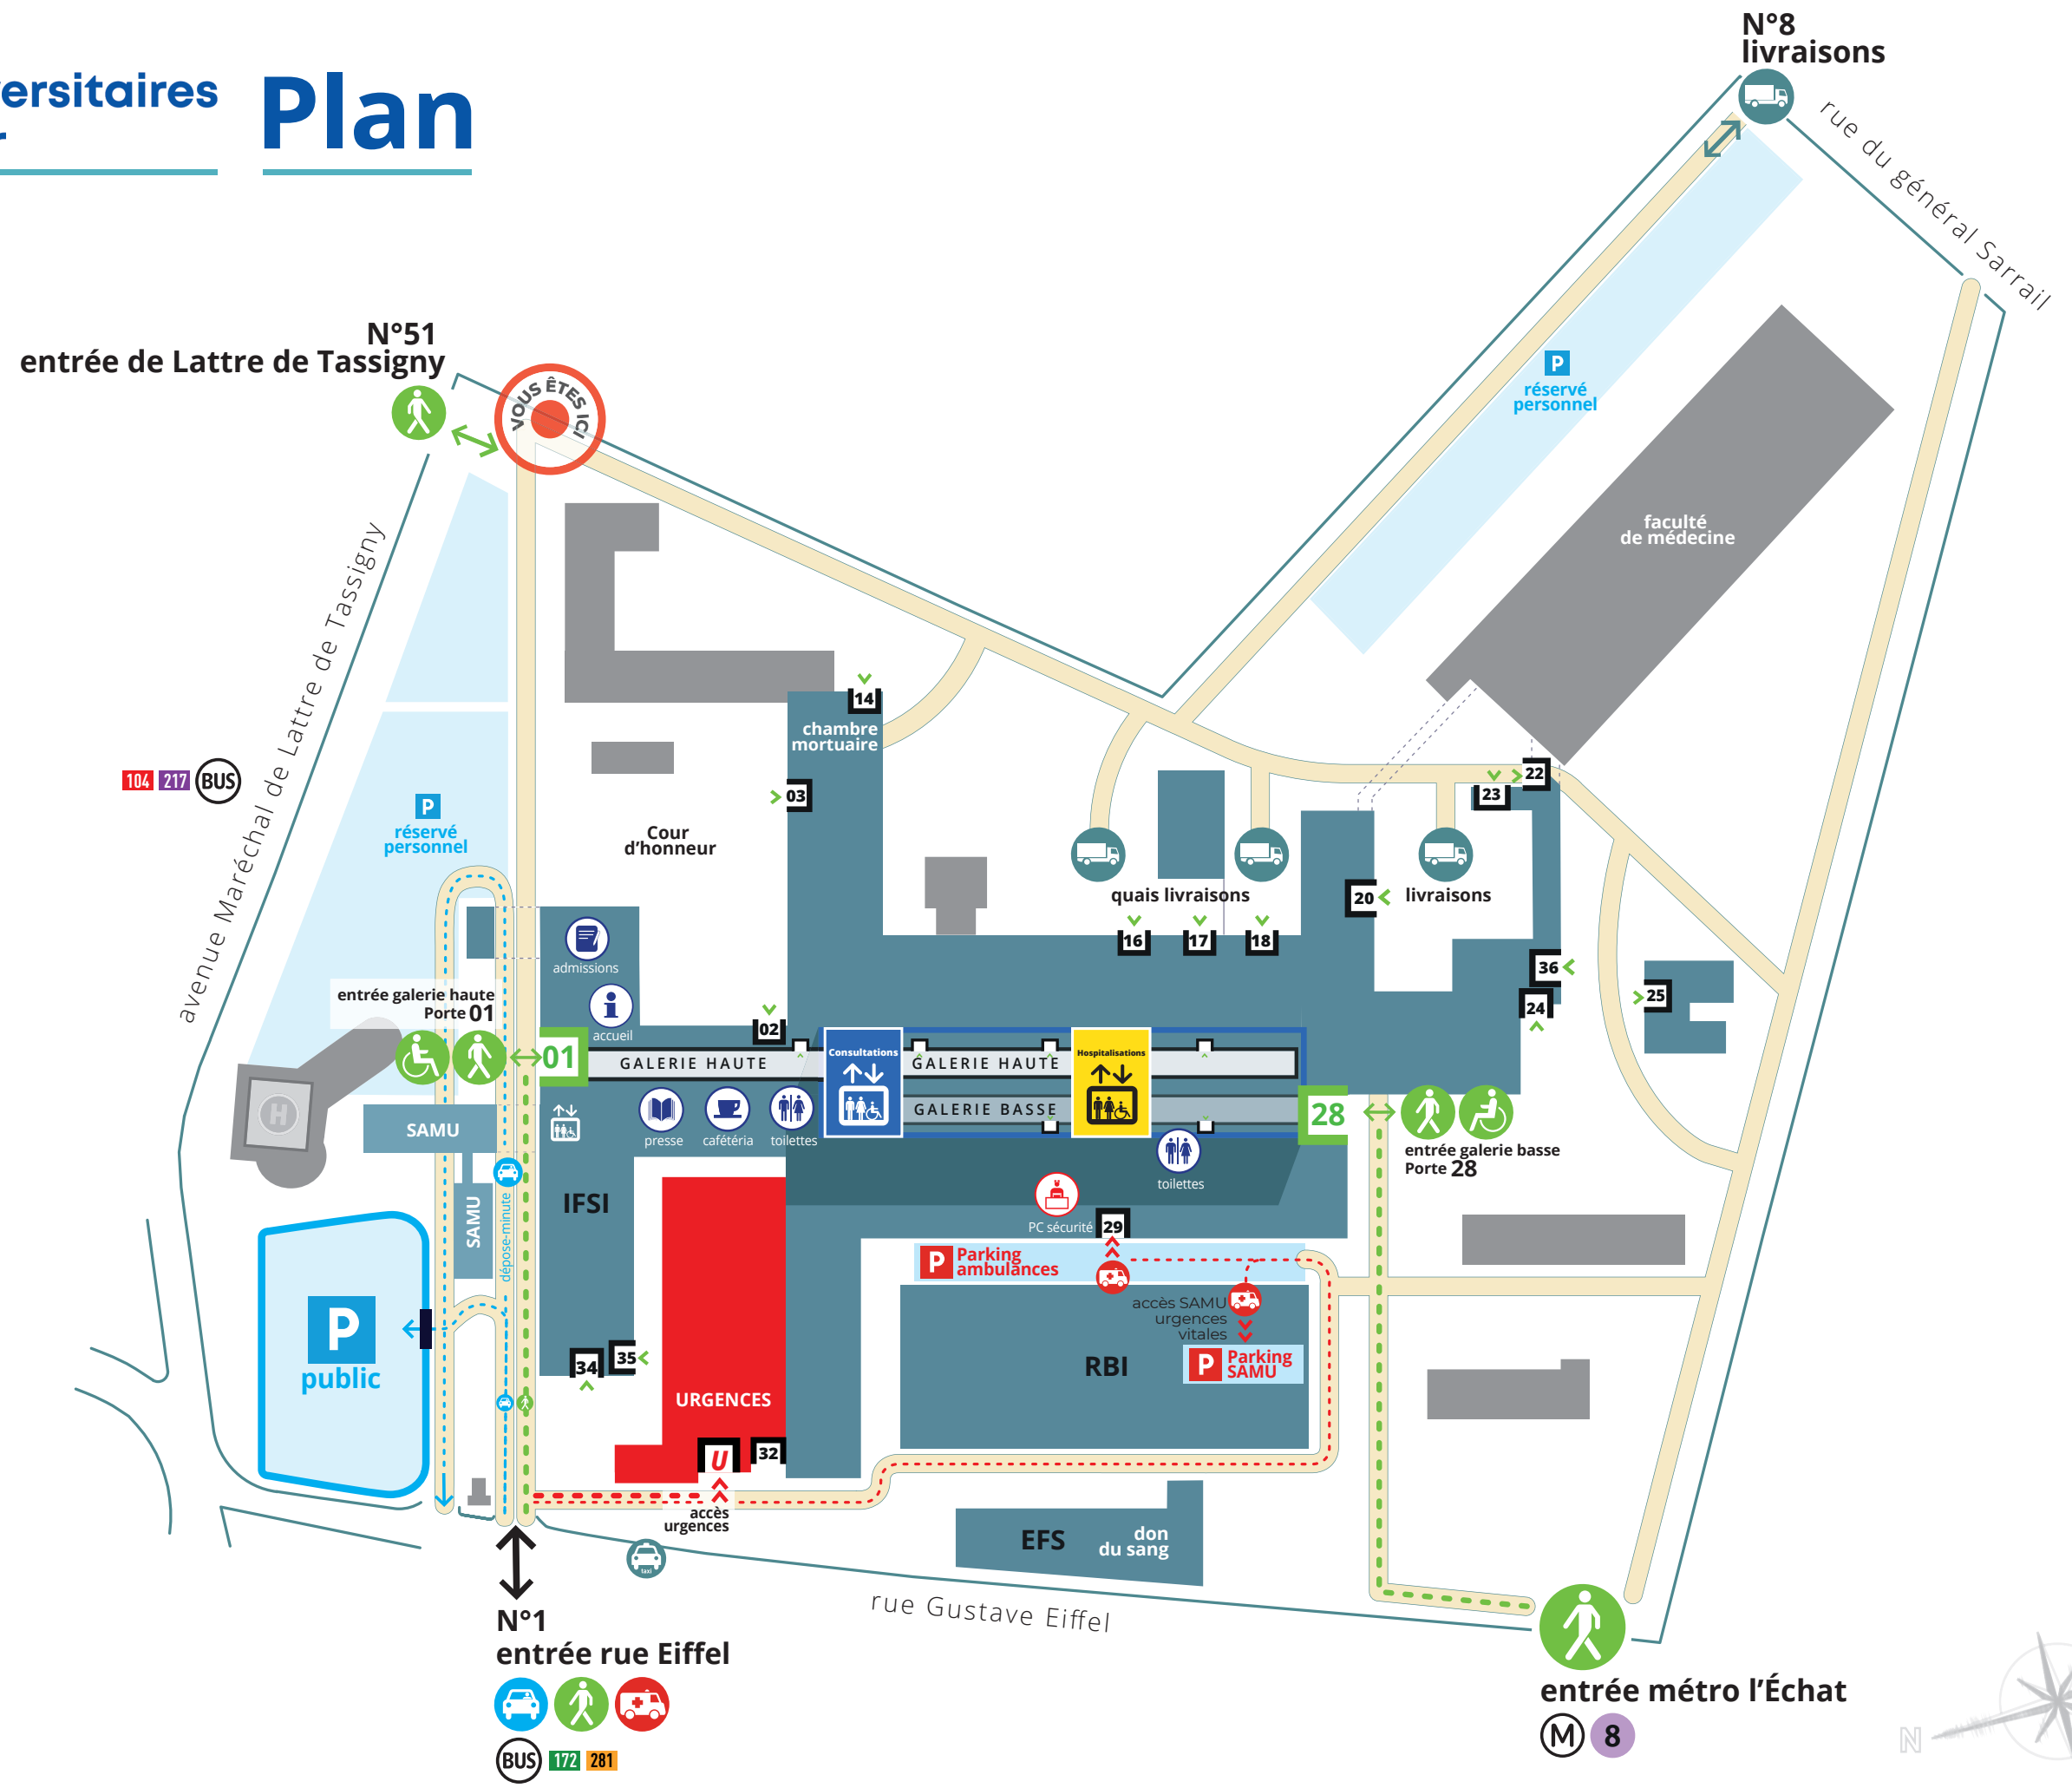 ersitaires
Plan
N°8
livraisons
rue du général Sarrail
N°51
entrée de Lattre de Tassigny
VOUS ÊTES ICI
P
réservé
personnel
faculté
de médecine
avenue Maréchal de Lattre de Tassigny
14
chambre
mortuaire
104 217 BUS
03
22
23
P
réservé
personnel
Cour
d'honneur
quais livraisons
20
livraisons
16
17
18
admissions
36
25
24
entrée galerie haute
Porte 01
accueil
02
01
GALERIE HAUTE
Consultations
GALERIE HAUTE
Hospitalisations
H
GALERIE BASSE
28
SAMU
presse
cafétéria
toilettes
entrée galerie basse
Porte 28
toilettes
IFSI
SAMU
dépose-minute
PC sécurité
29
P
Parking
ambulances
accès SAMU
urgences
vitales
P
public
34
35
RBI
P
Parking
SAMU
URGENCES
U
32
accès
urgences
EFS
don
du sang
taxi
rue Gustave Eiffel
N°1
entrée rue Eiffel
BUS 172 281
entrée métro l'Échat
M 8
N